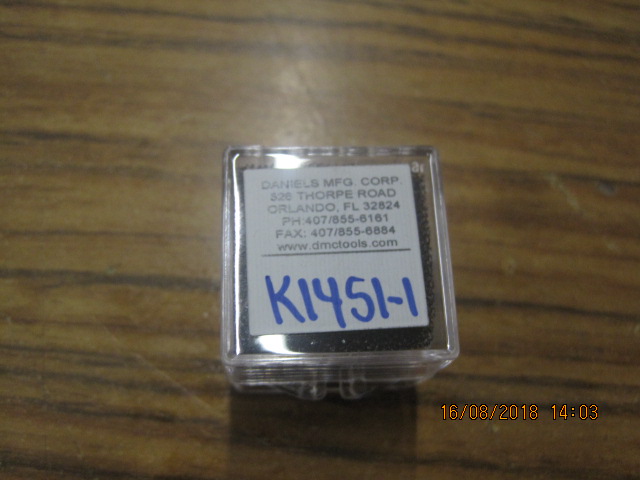 DANIELS MFG. CORP.
526 THORPE ROAD
ORLANDO, FL 32824
PH:407/855-6161
FAX: 407/855-6884
www.dmctools.com
K1451-1
16/08/2018 14:03